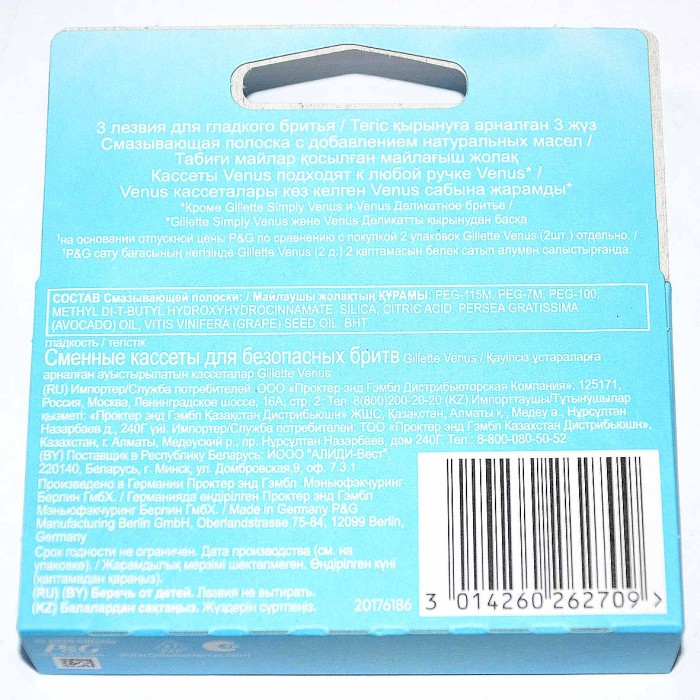 3 лезвия для гладкого бритья / Тегіс қырынуға арналған 3 жүз
Смазывающая полоска с добавлением натуральных масел /
Табиғи майлар қосылған майлағыш жолақ
Кассеты Venus подходят к любой ручке Venus* /
Venus кассеталары кез келген Venus сабына жарамды*
*Кроме Gillette Simply Venus и Venus Деликатное бритье /
*Gillette Simply Venus және Venus Деликатты қырынудан басқа
¹на основании отпускной цены P&G по сравнению с покупкой 2 упаковок Gillette Venus (2шт.) отдельно. /
¹P&G сату бағасының негізінде Gillette Venus (2 д.) 2 қаптамасын бөлек сатып алумен салыстырғанда.
СОСТАВ Смазывающей полоски: / Майлаушы жолақтың ҚҰРАМЫ: PEG-115M, PEG-7M, PEG-100,
METHYL DI-T-BUTYL HYDROXYHYDROCINNAMATE, SILICA, CITRIC ACID, PERSEA GRATISSIMA
(AVOCADO) OIL, VITIS VINIFERA (GRAPE) SEED OIL, BHT
гладкость / тегістік
Сменные кассеты для безопасных бритв Gillette Venus / Қауіпсіз ұстараларға
арналған ауыстырылатын кассеталар Gillette Venus
(RU) Импортер/Служба потребителей: ООО «Проктер энд Гэмбл Дистрибьюторская Компания», 125171,
Россия, Москва, Ленинградское шоссе, 16А, стр. 2. Тел. 8(800)200-20-20 (KZ) Импорттаушы/Тұтынушылар
қызметі: «Проктер энд Гэмбл Қазақстан Дистрибьюшн» ЖШС, Қазақстан, Алматы қ., Медеу а., Нұрсұлтан
Назарбаев д., 240Г үйі. Импортер/Служба потребителей: ТОО «Проктер энд Гэмбл Казахстан Дистрибьюшн»,
Казахстан, г. Алматы, Медеуский р., пр. Нұрсұлтан Назарбаев, дом 240Г. Тел.: 8-800-080-50-52
(BY) Поставщик в Республику Беларусь: ИООО "АЛИДИ-Вест",
220140, Беларусь, г. Минск, ул. Домбровская,9, оф. 7.3.1
Произведено в Германии Проктер энд Гэмбл Мэньюфэкчуринг
Берлин ГмбХ. / Германияда өндірілген Проктер энд Гэмбл
Мэньюфэкчуринг Берлин ГмбХ. / Made in Germany P&G
Manufacturing Berlin GmbH, Oberlandstrasse 75-84, 12099 Berlin,
Germany
Срок годности не ограничен. Дата производства (см. на
упаковке). / Жарамдылық мерзімі шектелмеген. Өндірілген күні
(қаптамадан қараңыз).
(RU) (BY) Беречь от детей. Лезвия не вытирать.
(KZ) Балалардан сақтаңыз. Жүздерін сүртпеңіз.
20176186
3 014260 262709 >
P&G